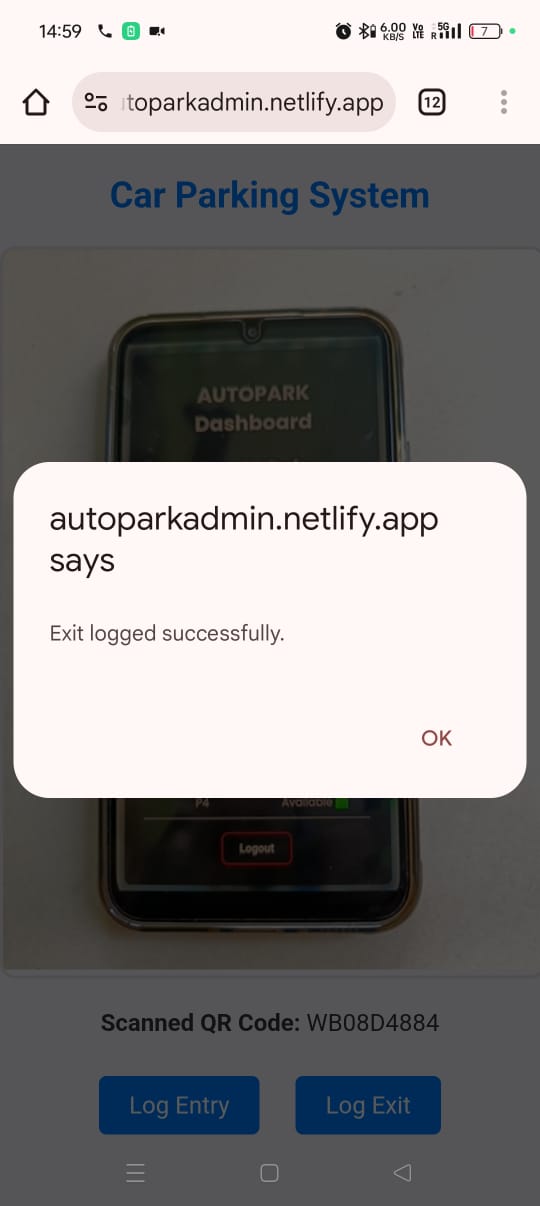 14:59 6.00 KB/S Vo LTE R 5G 7
toparkadmin.netlify.app 12
Car Parking System
AUTOPARK
Dashboard
autoparkadmin.netlify.app
says
Exit logged successfully.
OK
P4 Available
Logout
Scanned QR Code: WB08D4884
Log Entry Log Exit